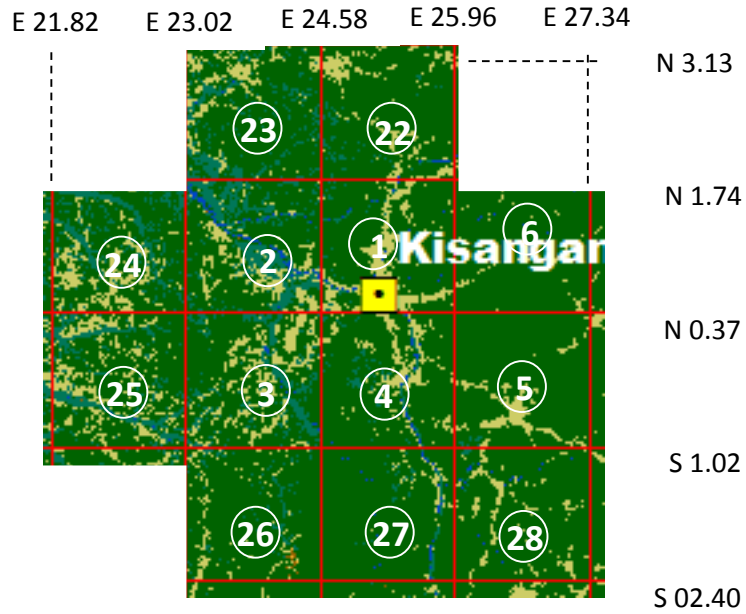 E 21.82 E 23.02 E 24.58 E 25.96 E 27.34
N 3.13
23 22
N 1.74
24 2 1 Kisangan 6
N 0.37
25 3 4 5
S 1.02
26 27 28
S 02.40